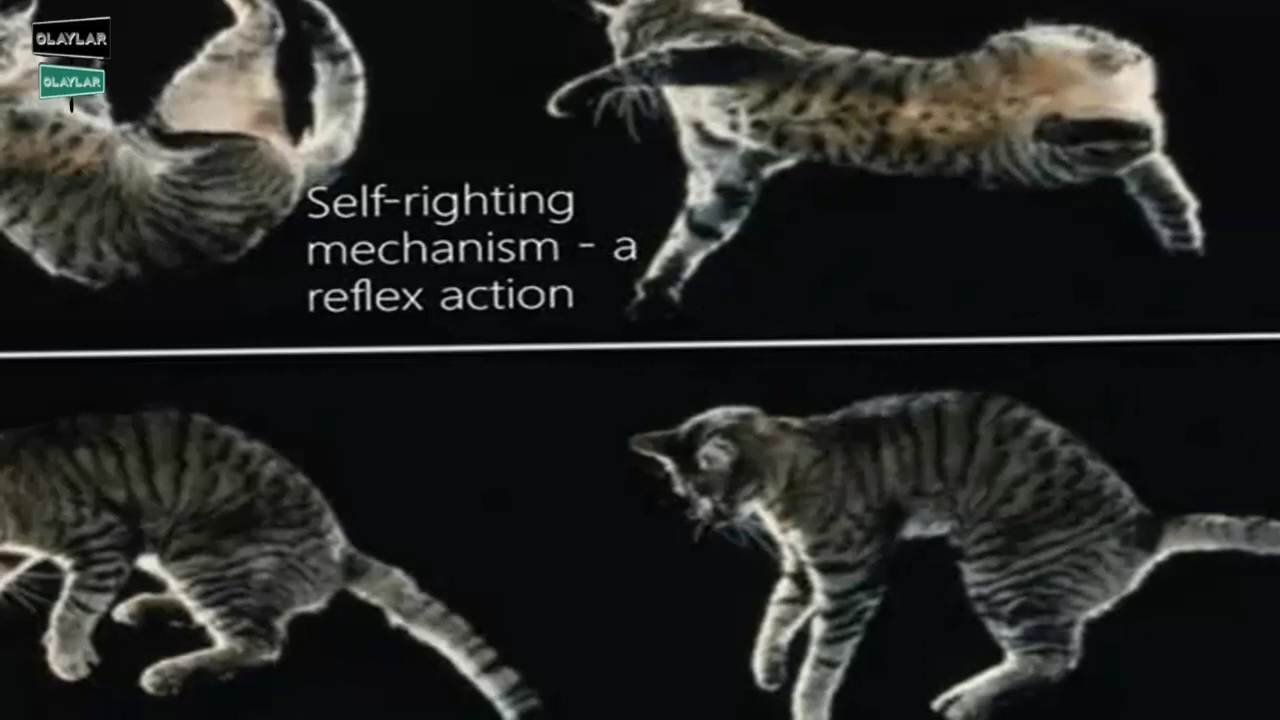 OLAYLAR
OLAYLAR
Self-righting
mechanism - a
reflex action